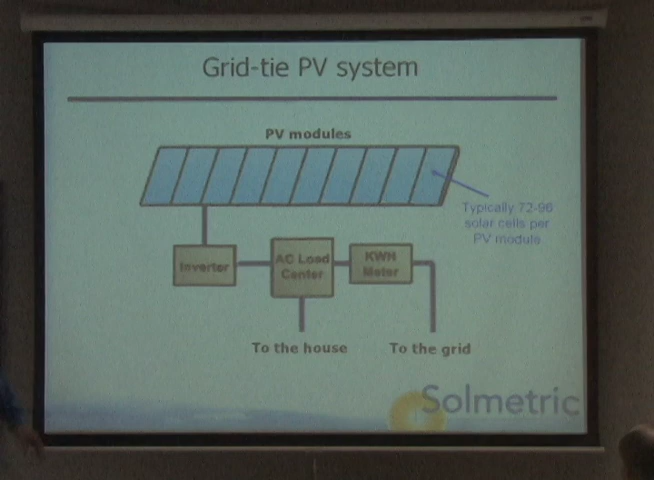 Grid-tie PV system
PV modules
Typically 72-96
solar cells per
PV module
Inverter
AC Load
Center
KWH
Meter
To the house
To the grid
Solmetric